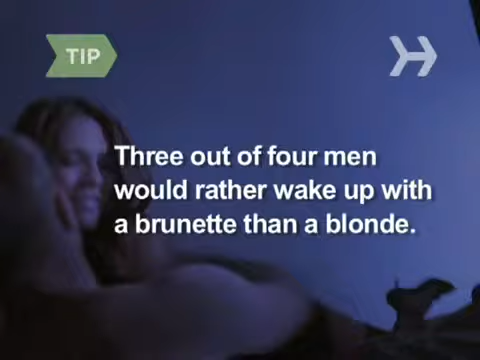 TIP
Three out of four men
would rather wake up with
a brunette than a blonde.